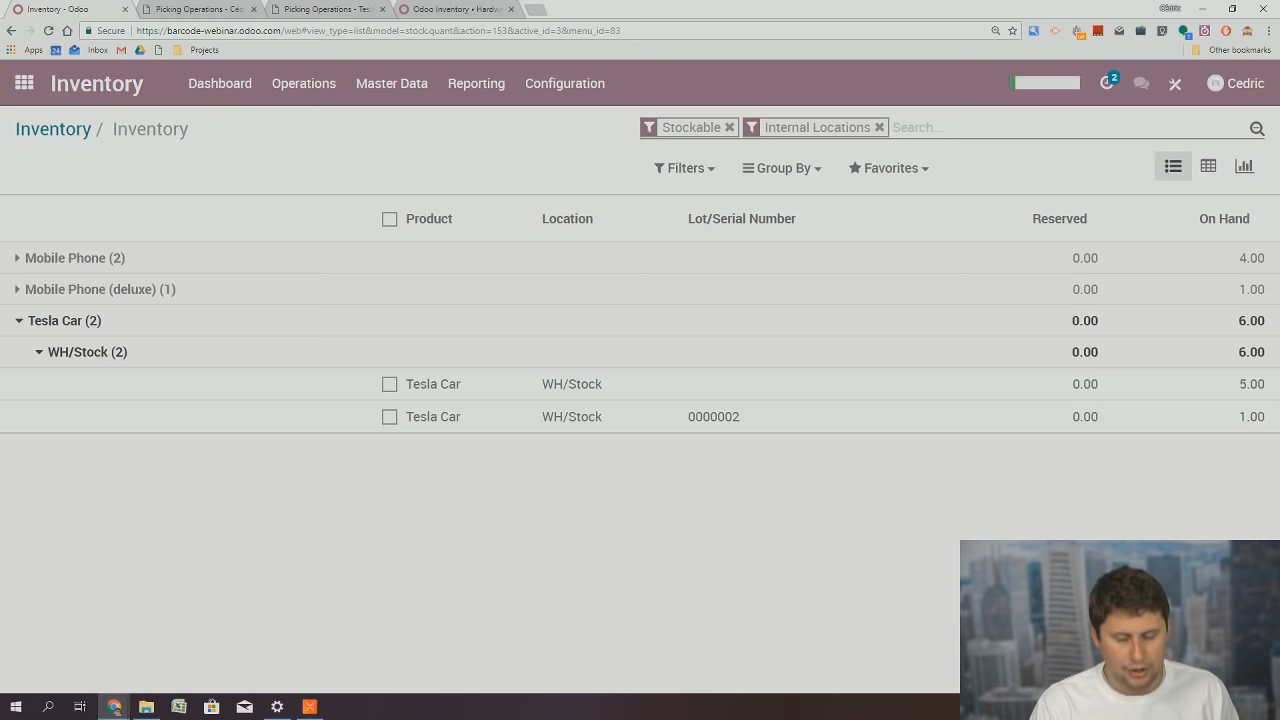 Inventory - Odoo
Picking Operations - Céd
Picking Operations - Tesl
Odoo Inventory • Hardw
Secure
https://barcode-webinar.odoo.com/web#view_type=list&model=stock.quant&action=153&active_id=3&menu_id=83
Apps
Inbox
Projects
Other bookmarks
Inventory
Dashboard
Operations
Master Data
Reporting
Configuration
2
Cedric
Inventory / Inventory
Stockable
Internal Locations
Search...
Filters
Group By
Favorites
Product Location Lot/Serial Number Reserved On Hand
Mobile Phone (2) 0.00 4.00
Mobile Phone (deluxe) (1) 0.00 1.00
Tesla Car (2) 0.00 6.00
WH/Stock (2) 0.00 6.00
Tesla Car WH/Stock 0.00 5.00
Tesla Car WH/Stock 0000002 0.00 1.00